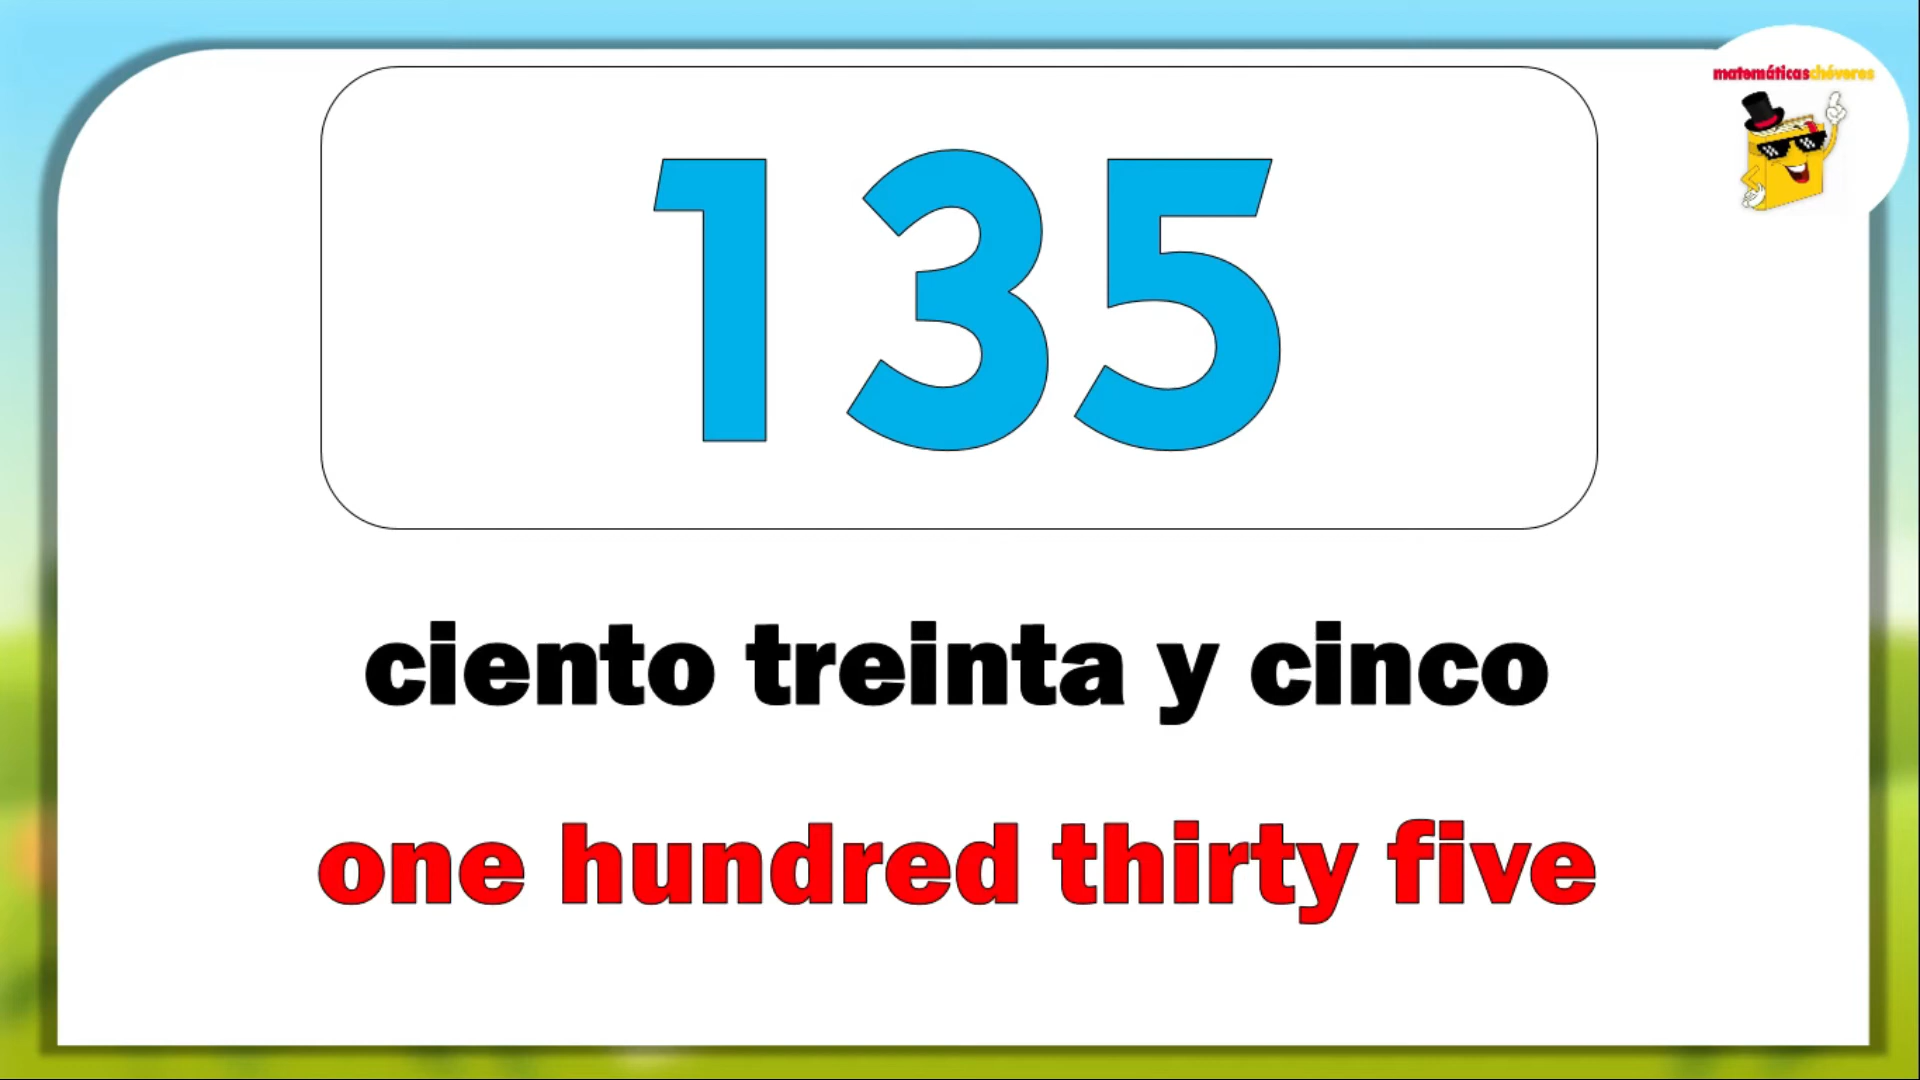 matemáticaschéveres
135
ciento treinta y cinco
one hundred thirty five